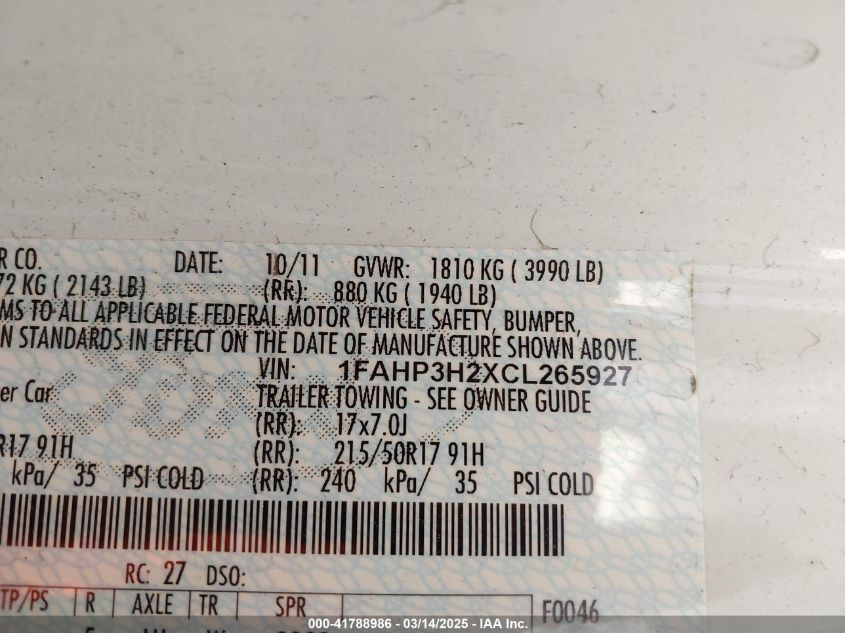 R CO. DATE: 10/11 GVWR: 1810 KG ( 3990 LB)
72 KG ( 2143 LB) (RR): 880 KG ( 1940 LB)
MS TO ALL APPLICABLE FEDERAL MOTOR VEHICLE SAFETY, BUMPER,
N STANDARDS IN EFFECT ON THE DATE OF MANUFACTURE SHOWN ABOVE.
VIN: 1FAHP3H2XCL265927
er Car TRAILER TOWING - SEE OWNER GUIDE
(RR): 17x7.0J
R17 91H (RR): 215/50R17 91H
kPa/ 35 PSI COLD (RR): 240 kPa/ 35 PSI COLD
RC: 27 DSO:
TP/PS R AXLE TR SPR F0046
000-41788986 - 03/14/2025 - IAA Inc.